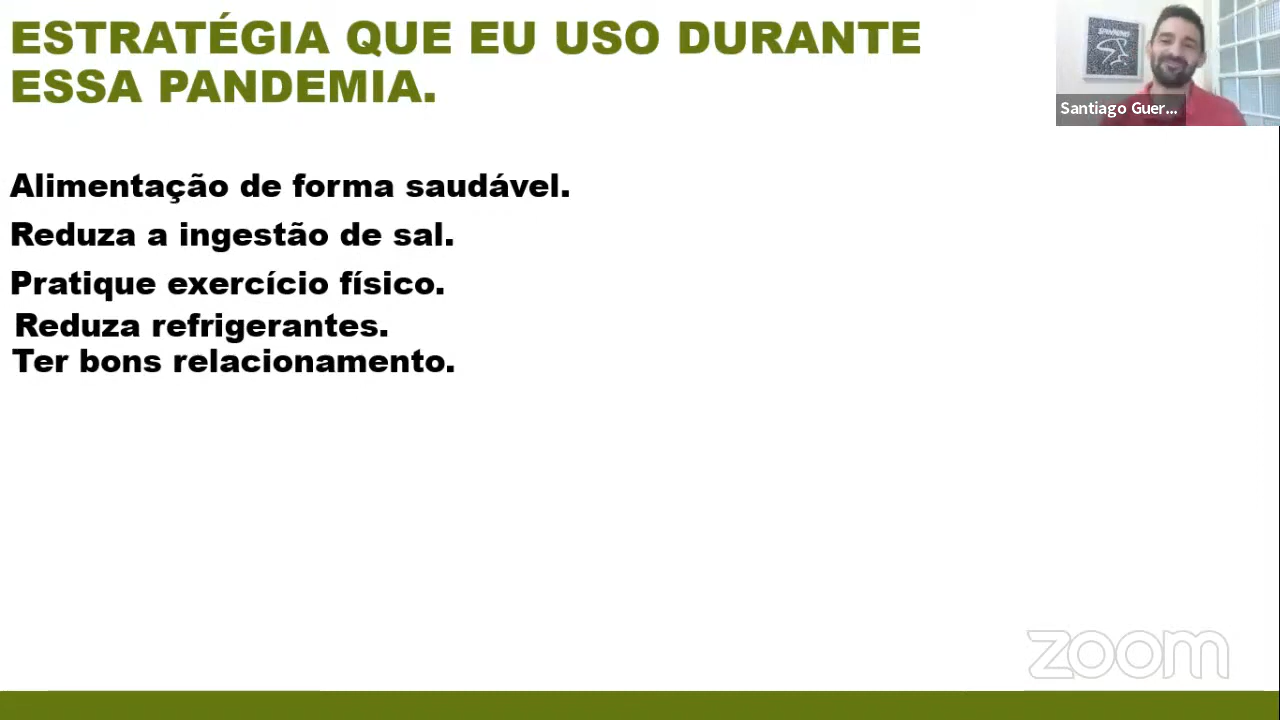 ESTRATÉGIA QUE EU USO DURANTE
ESSA PANDEMIA.
Santiago Guer...
Alimentação de forma saudável.
Reduza a ingestão de sal.
Pratique exercício físico.
Reduza refrigerantes.
Ter bons relacionamento.
zoom